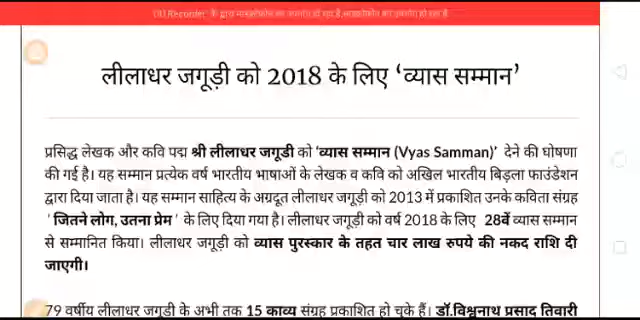 लीलाधर जगूड़ी को 2018 के लिए ‘व्यास सम्मान’
प्रसिद्ध लेखक और कवि पद्म श्री लीलाधर जगूडी को 'व्यास सम्मान (Vyas Samman)' देने की घोषणा
की गई है। यह सम्मान प्रत्येक वर्ष भारतीय भाषाओं के लेखक व कवि को अखिल भारतीय बिड़ला फाउंडेशन
द्वारा दिया जाता है। यह सम्मान साहित्य के अग्रदूत लीलाधर जगूड़ी को 2013 में प्रकाशित उनके कविता संग्रह
' जितने लोग, उतना प्रेम ' के लिए दिया गया है। लीलाधर जगूड़ी को वर्ष 2018 के लिए 28वें व्यास सम्मान
से सम्मानित किया। लीलाधर जगूड़ी को व्यास पुरस्कार के तहत चार लाख रुपये की नकद राशि दी
जाएगी।
79 वर्षीय लीलाधर जगूड़ी के अभी तक 15 काव्य संग्रह प्रकाशित हो चुके हैं। डॉ.विश्वनाथ प्रसाद तिवारी